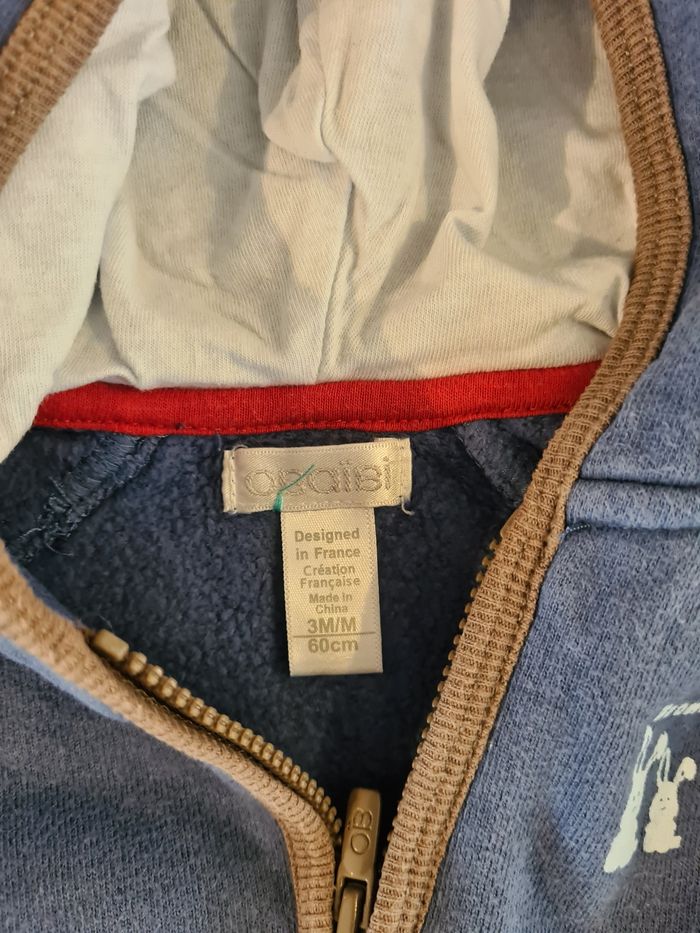 obaïbi
Designed
in France
Création
Française
Made in
China
3M/M
60cm
OB